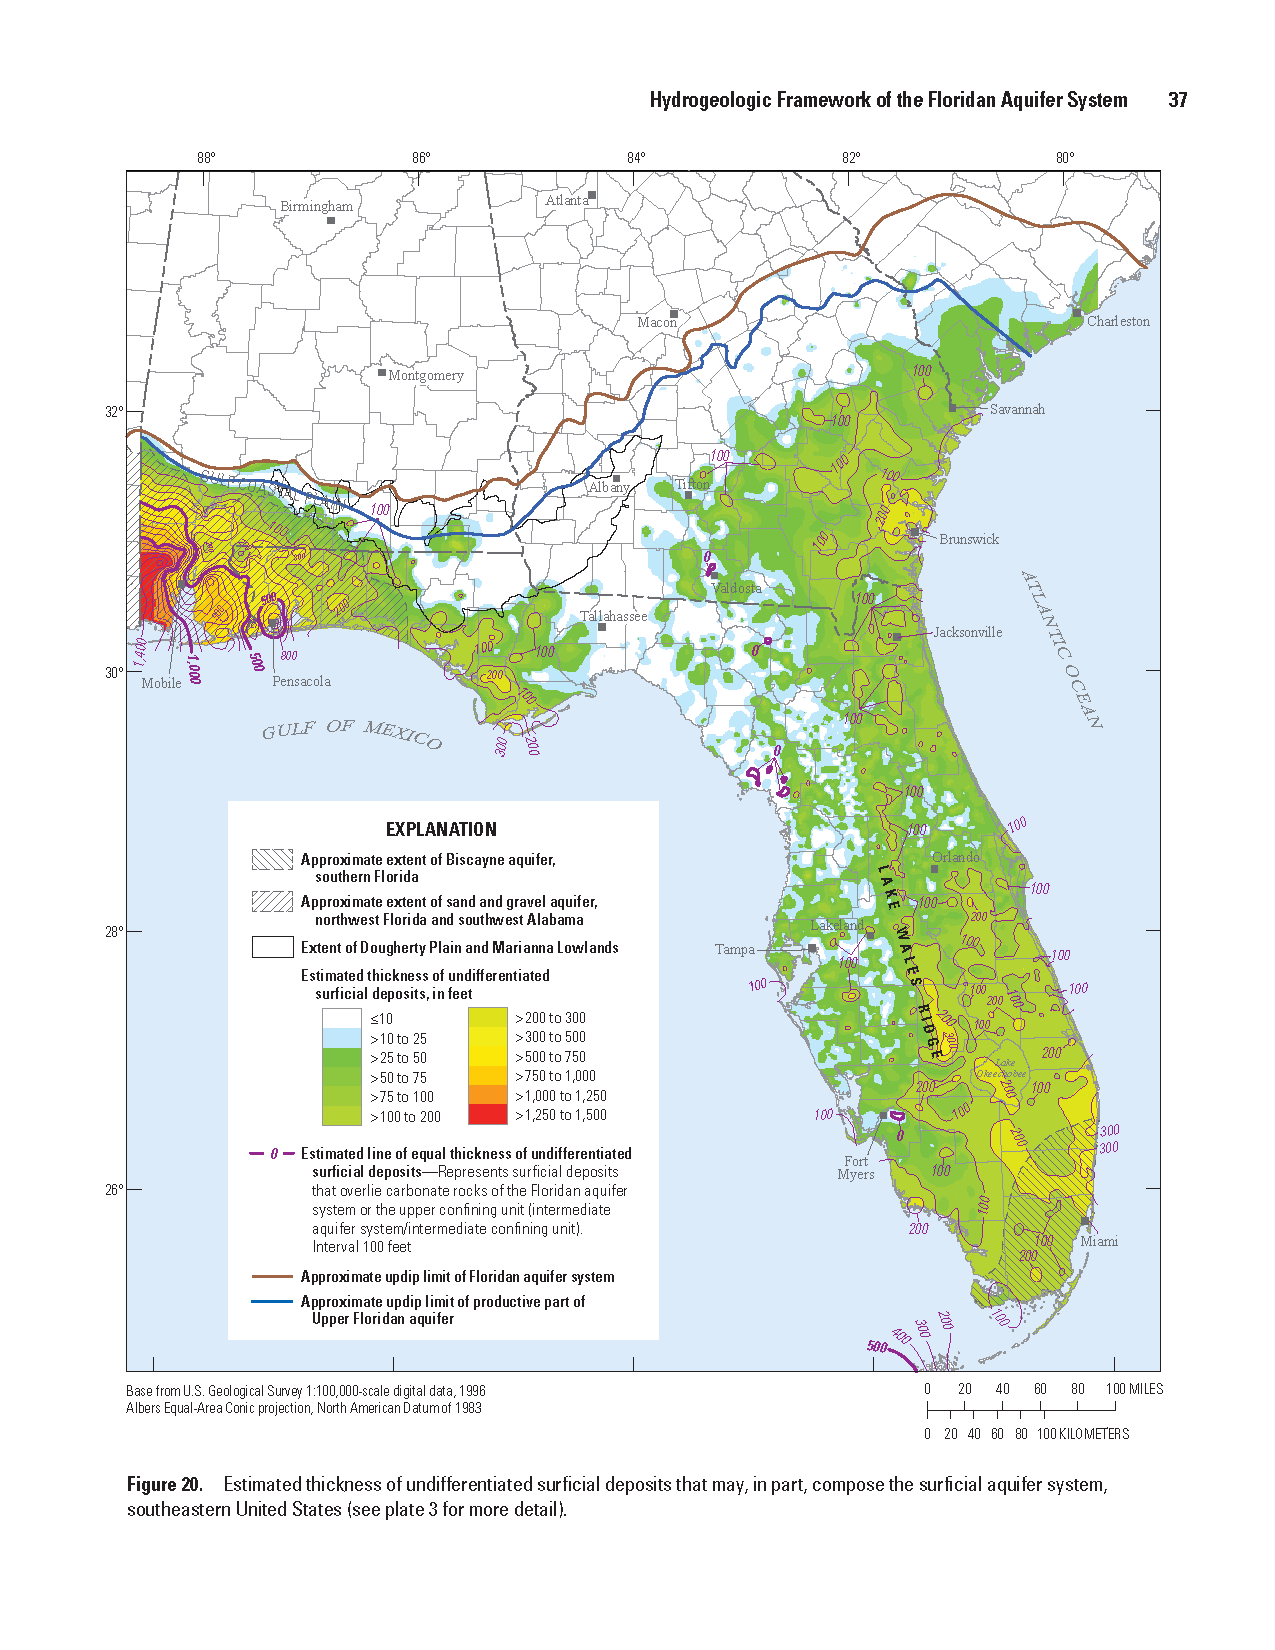 Hydrogeologic Framework of the Floridan Aquifer System 37
88° 86° 84° 82° 80°
Birmingham
Atlanta
Macon
Charleston
Montgomery
100
32°
Savannah
100
100
100
100
GULF COASTAL PLAIN
Albany
Tifton
100
100
200
Brunswick
100
0
800
ATLANTIC OCEAN
Valdosta
500
100
Tallahassee
Jacksonville
1,400
1,000
500
800
100
100
0
30°
Mobile
Pensacola
200
100
100
GULF OF MEXICO
300
200
0
100
100
100
Orlando
100
LAKE WALES RIDGE
100
200
28°
Lakeland
Tampa
100
100
100
100
100
200
100
100
200
100
200
200
Lake
Okeechobee
200
200
100
100
100
0
200
300
300
Fort
Myers
100
26°
100
200
100
Miami
200
200
300
400
500
100
EXPLANATION
Approximate extent of Biscayne aquifer,
southern Florida
Approximate extent of sand and gravel aquifer,
northwest Florida and southwest Alabama
Extent of Dougherty Plain and Marianna Lowlands
Estimated thickness of undifferentiated
surficial deposits, in feet
≤10 >200 to 300
>10 to 25 >300 to 500
>25 to 50 >500 to 750
>50 to 75 >750 to 1,000
>75 to 100 >1,000 to 1,250
>100 to 200 >1,250 to 1,500
0 Estimated line of equal thickness of undifferentiated
surficial deposits—Represents surficial deposits
that overlie carbonate rocks of the Floridan aquifer
system or the upper confining unit (intermediate
aquifer system/intermediate confining unit).
Interval 100 feet
Approximate updip limit of Floridan aquifer system
Approximate updip limit of productive part of
Upper Floridan aquifer
Base from U.S. Geological Survey 1:100,000-scale digital data, 1996
Albers Equal-Area Conic projection, North American Datum of 1983
0 20 40 60 80 100 MILES
0 20 40 60 80 100 KILOMETERS
Figure 20. Estimated thickness of undifferentiated surficial deposits that may, in part, compose the surficial aquifer system,
southeastern United States (see plate 3 for more detail).